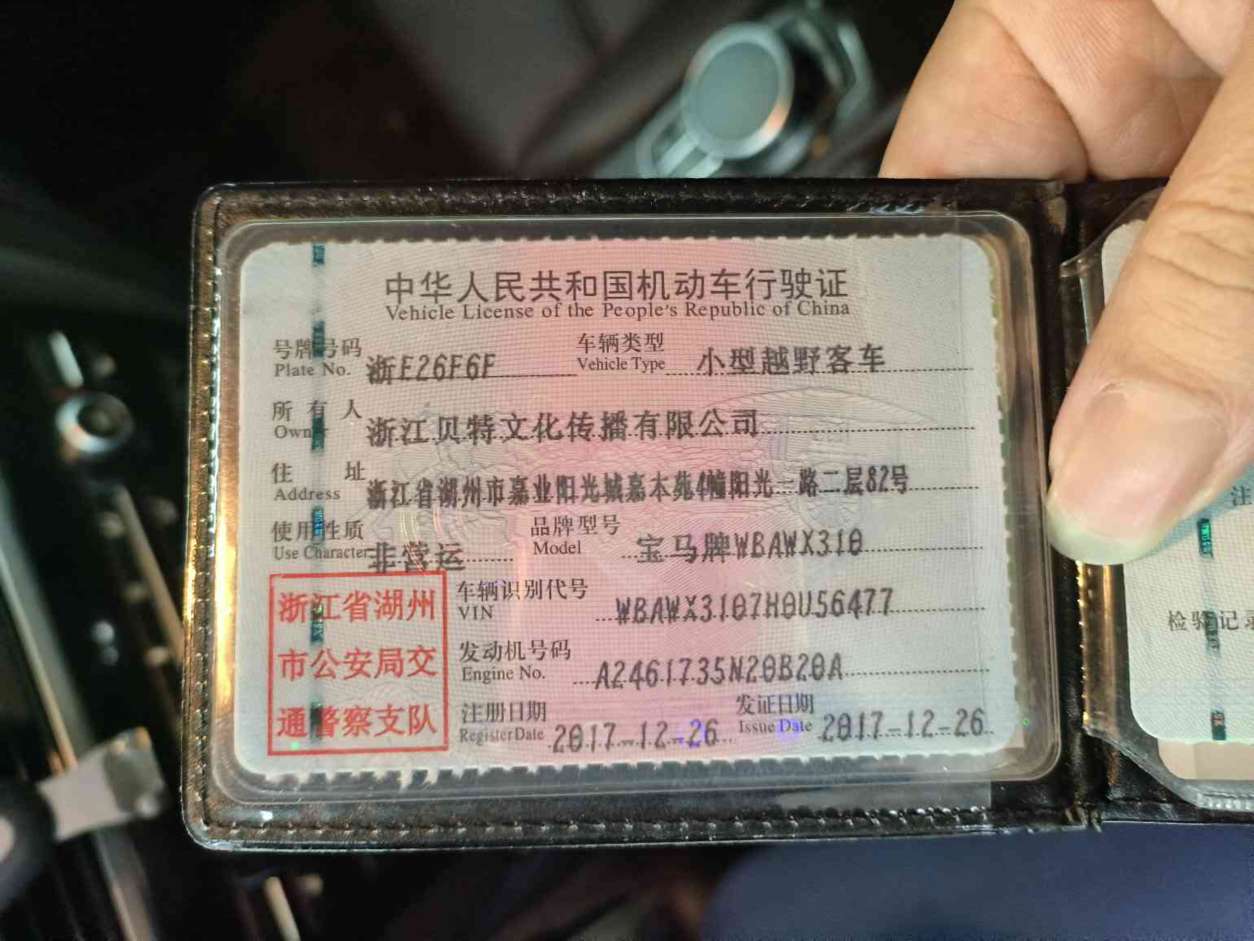 中华人民共和国机动车行驶证
Vehicle License of the People's Republic of China
号牌号码 浙E26F6F 车辆类型 小型越野客车
Plate No. Vehicle Type
所有人 浙江贝特文化传播有限公司
Owner
住址 浙江省湖州市嘉业阳光城嘉本苑4幢阳光一路二层82号
Address
使用性质 非营运 品牌型号 宝马牌WBAWX310
Use Character Model
浙江省湖州
市公安局交
通警察支队
车辆识别代号 WBAWX3107H0U56477
VIN
发动机号码 A2461735N20B20A
Engine No.
注册日期 2017-12-26 发证日期 2017-12-26
Register Date Issue Date
注
检验记录